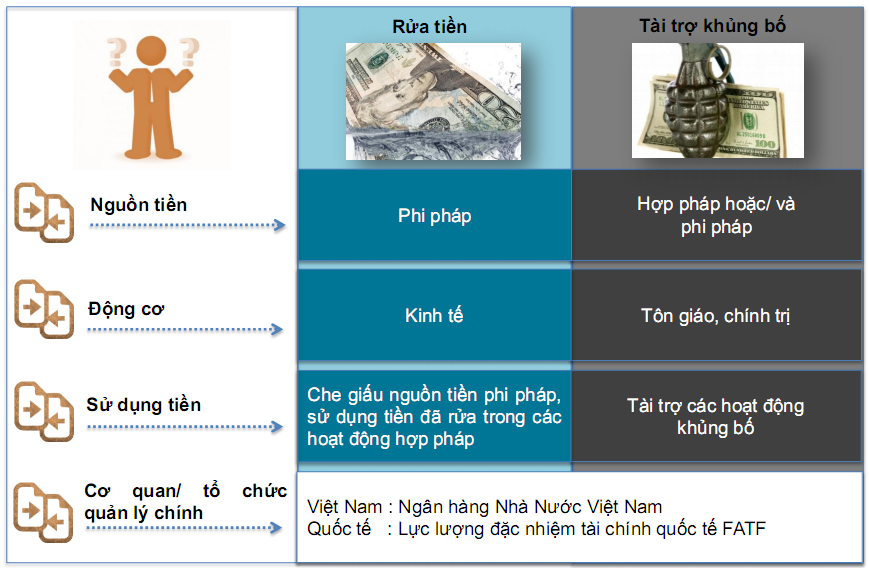 Rửa tiền
Tài trợ khủng bố
Nguồn tiền
Phi pháp
Hợp pháp hoặc/ và
phi pháp
Động cơ
Kinh tế
Tôn giáo, chính trị
Sử dụng tiền
Che giấu nguồn tiền phi pháp,
sử dụng tiền đã rửa trong các
hoạt động hợp pháp
Tài trợ các hoạt động
khủng bố
Cơ quan/ tổ chức
quản lý chính
Việt Nam : Ngân hàng Nhà Nước Việt Nam
Quốc tế : Lực lượng đặc nhiệm tài chính quốc tế FATF